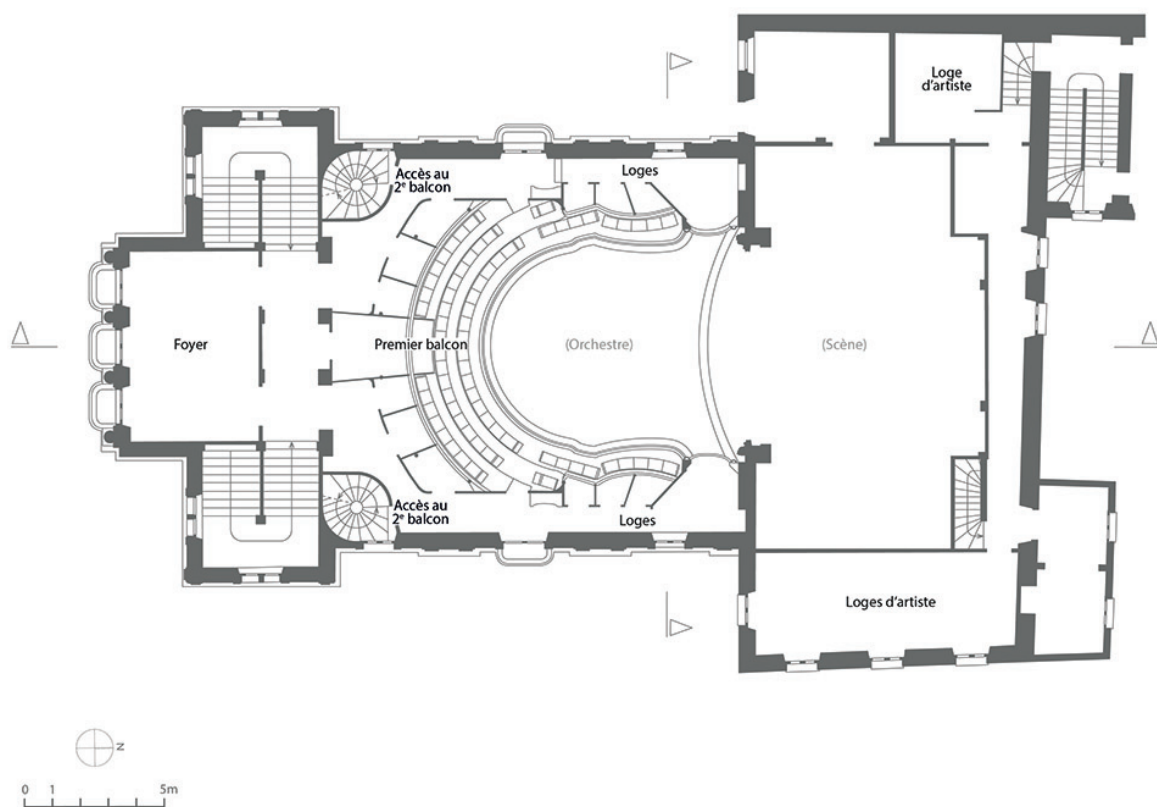 Loge
d'artiste
Accès au
2e balcon
Loges
Foyer
Premier balcon
(Orchestre)
(Scène)
Accès au
2e balcon
Loges
Loges d'artiste
N
0 1 5m